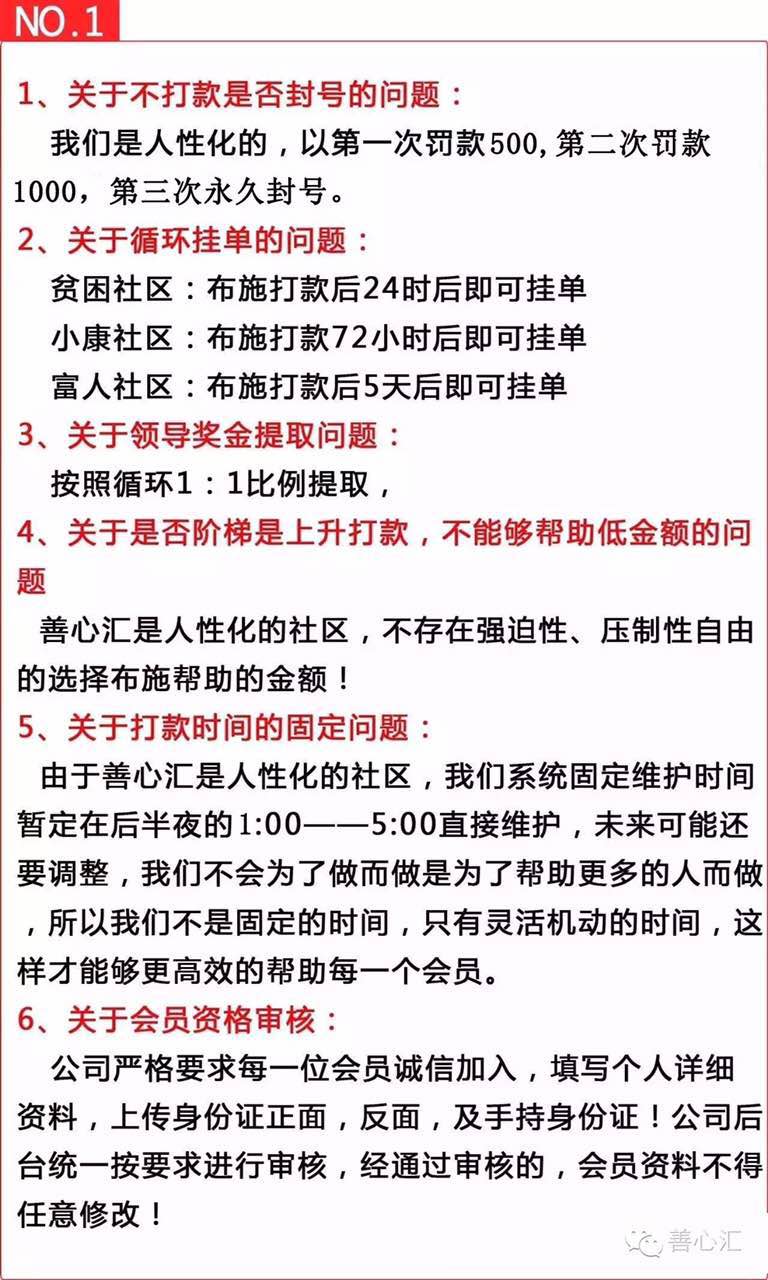 NO.1
1、关于不打款是否封号的问题：
我们是人性化的，以第一次罚款500,第二次罚款
1000，第三次永久封号。
2、关于循环挂单的问题：
贫困社区：布施打款后24时后即可挂单
小康社区：布施打款72小时后即可挂单
富人社区：布施打款后5天后即可挂单
3、关于领导奖金提取问题：
按照循环1：1比例提取，
4、关于是否阶梯是上升打款，不能够帮助低金额的问
题
善心汇是人性化的社区，不存在强迫性、压制性自由
的选择布施帮助的金额！
5、关于打款时间的固定问题：
由于善心汇是人性化的社区，我们系统固定维护时间
暂定在后半夜的1:00——5:00直接维护，未来可能还
要调整，我们不会为了做而做是为了帮助更多的人而做
，所以我们不是固定的时间，只有灵活机动的时间，这
样才能够更高效的帮助每一个会员。
6、关于会员资格审核：
公司严格要求每一位会员诚信加入，填写个人详细
资料，上传身份证正面，反面，及手持身份证！公司后
台统一按要求进行审核，经通过审核的，会员资料不得
任意修改！
善心汇